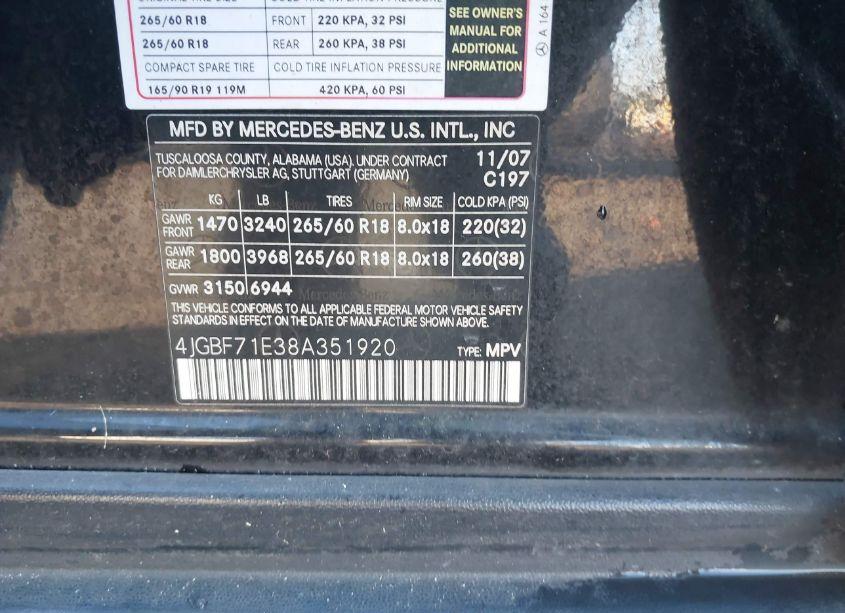 265/60 R18 FRONT 220 KPA, 32 PSI
265/60 R18 REAR 260 KPA, 38 PSI
COMPACT SPARE TIRE COLD TIRE INFLATION PRESSURE
165/90 R19 119M 420 KPA, 60 PSI
SEE OWNER'S
MANUAL FOR
ADDITIONAL
INFORMATION
A 164
MFD BY MERCEDES-BENZ U.S. INTL., INC
TUSCALOOSA COUNTY, ALABAMA (USA). UNDER CONTRACT 11/07
FOR DAIMLERCHRYSLER AG, STUTTGART (GERMANY) C197
KG LB TIRES RIM SIZE COLD KPA (PSI)
GAWR FRONT 1470 3240 265/60 R18 8.0x18 220(32)
GAWR REAR 1800 3968 265/60 R18 8.0x18 260(38)
GVWR 3150 6944
THIS VEHICLE CONFORMS TO ALL APPLICABLE FEDERAL MOTOR VEHICLE SAFETY
STANDARDS IN EFFECT ON THE DATE OF MANUFACTURE SHOWN ABOVE.
4JGBF71E38A351920 TYPE: MPV